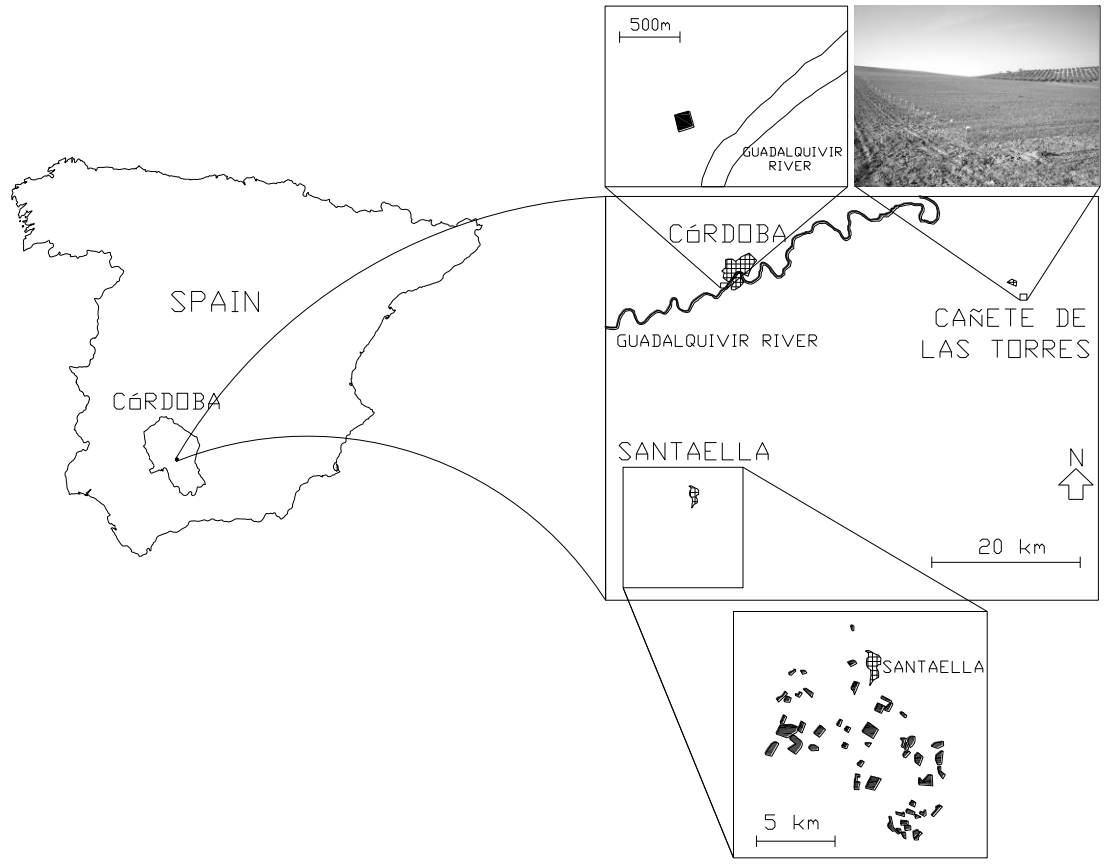 500m
GUADALQUIVIR
RIVER
CóRDOBA
SPAIN
GUADALQUIVIR RIVER
CAÑETE DE
LAS TORRES
CóRDOBA
SANTAELLA
N
20 km
SANTAELLA
5 km